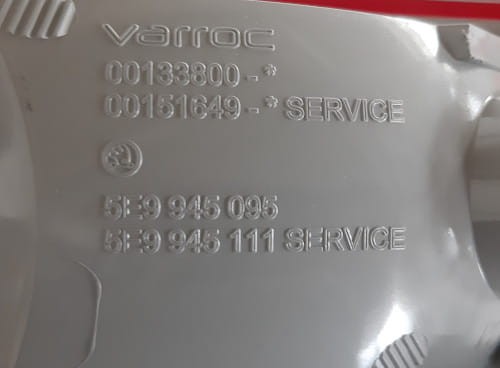 varroc
00133800-*
00151649-* SERVICE
5E9 945 095
5E9 945 111 SERVICE